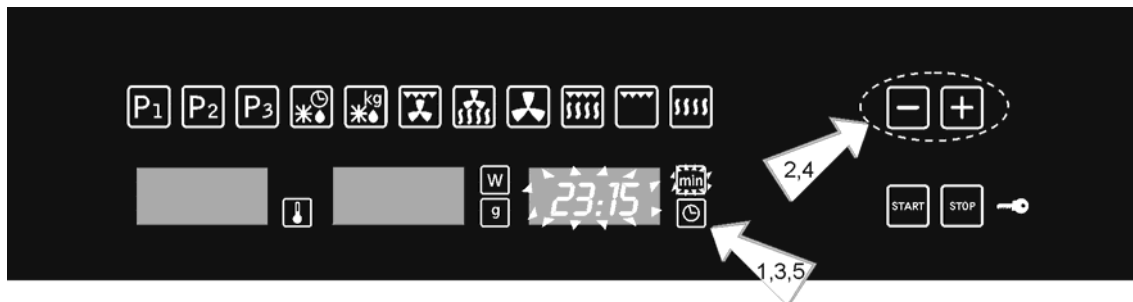 P1 P2 P3 kg
− +
2,4
W
g
23:15
min
START STOP
1,3,5